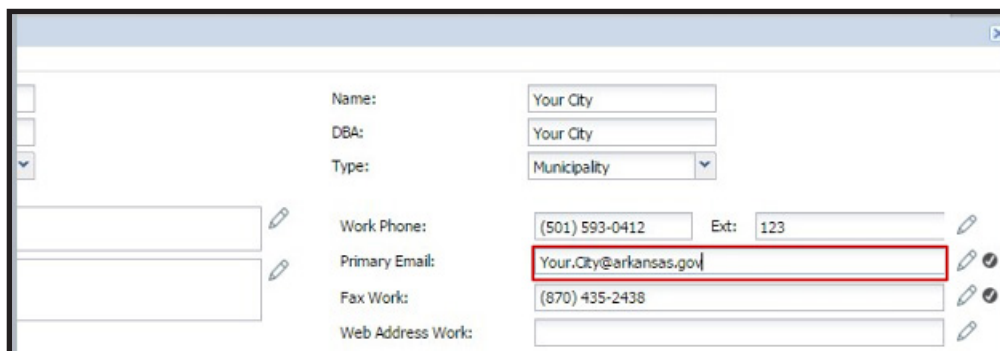 Name: Your City
DBA: Your City
Type: Municipality
Work Phone: (501) 593-0412 Ext: 123
Primary Email: Your.City@arkansas.gov
Fax Work: (870) 435-2438
Web Address Work: